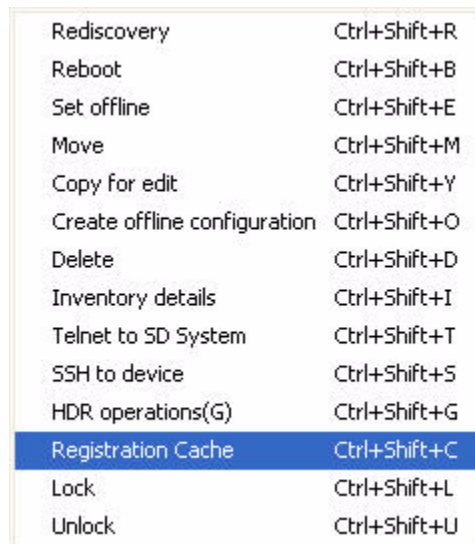 Rediscovery Ctrl+Shift+R
Reboot Ctrl+Shift+B
Set offline Ctrl+Shift+E
Move Ctrl+Shift+M
Copy for edit Ctrl+Shift+Y
Create offline configuration Ctrl+Shift+O
Delete Ctrl+Shift+D
Inventory details Ctrl+Shift+I
Telnet to SD System Ctrl+Shift+T
SSH to device Ctrl+Shift+S
HDR operations(G) Ctrl+Shift+G
Registration Cache Ctrl+Shift+C
Lock Ctrl+Shift+L
Unlock Ctrl+Shift+U